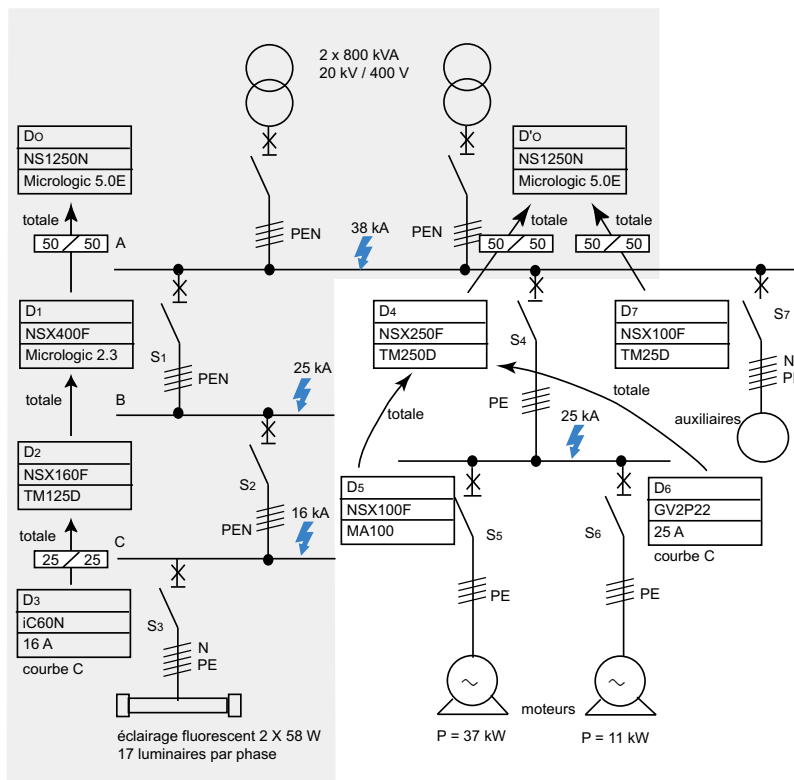 2 x 800 kVA
20 kV / 400 V
DO
NS1250N
Micrologic 5.0E
D'O
NS1250N
Micrologic 5.0E
totale
totale
totale
50 / 50
A
PEN
38 kA
PEN
50 / 50
50 / 50
D1
NSX400F
Micrologic 2.3
S1
PEN
D4
NSX250F
TM250D
S4
D7
NSX100F
TM25D
S7
N
25 kA
totale
B
totale
PE
totale
auxiliaires
25 kA
D2
NSX160F
TM125D
S2
PEN
16 kA
D5
NSX100F
MA100
S5
S6
D6
GV2P22
25 A
courbe C
totale
C
25 / 25
D3
iC60N
16 A
courbe C
S3
N
PE
PE
PE
moteurs
éclairage fluorescent 2 X 58 W
17 luminaires par phase
P = 37 kW
P = 11 kW